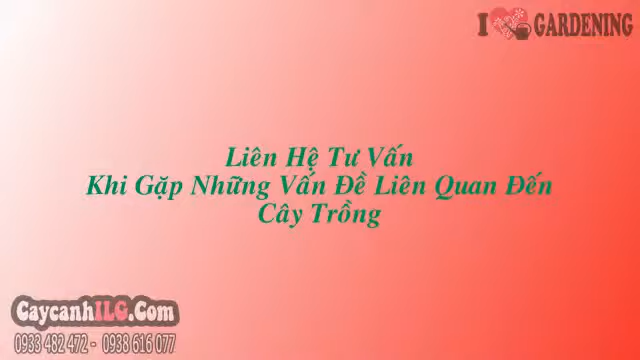 I GARDENING
Liên Hệ Tư Vấn
Khi Gặp Những Vấn Đề Liên Quan Đến
Cây Trồng
CaycanhILG.Com
0933 482 472 - 0938 616 077